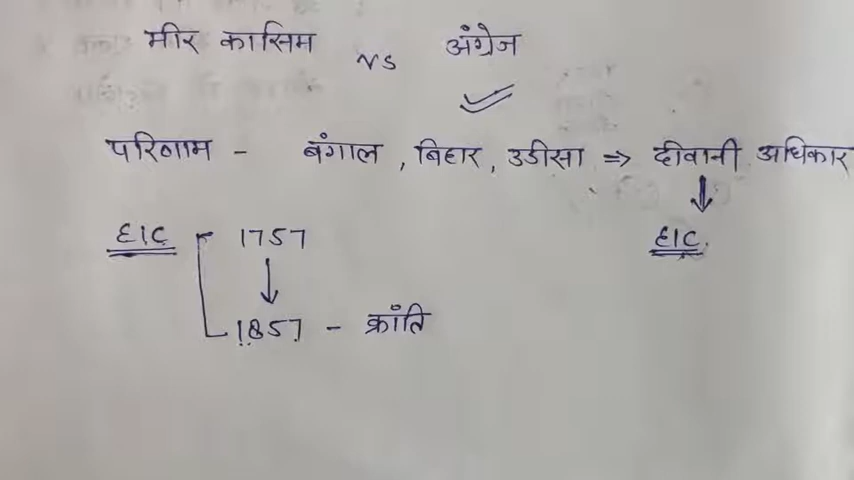 मीर कासिम vs अंग्रेज
परिणाम - बंगाल, बिहार, उडीसा ⇒ दीवानी अधिकार
EIC 1757 EIC.
↓
1857 - क्रांति